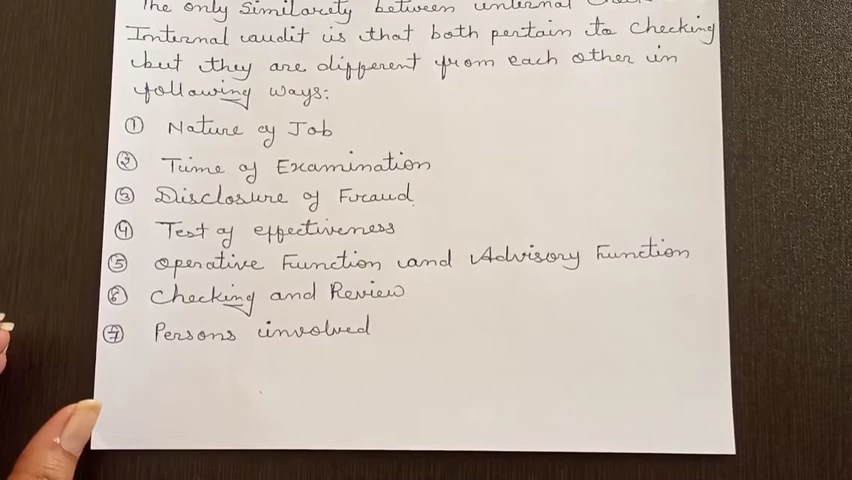 The only Similarety between internal Check
Internal audit is that both pertain to checking
but they are different from each other in
following ways:
① Nature of Job
② Time of Examination
③ Disclosure of Fraud
④ Test of effectiveness
⑤ Operative Function and Advisory Function
⑥ Checking and Review
⑦ Persons involved